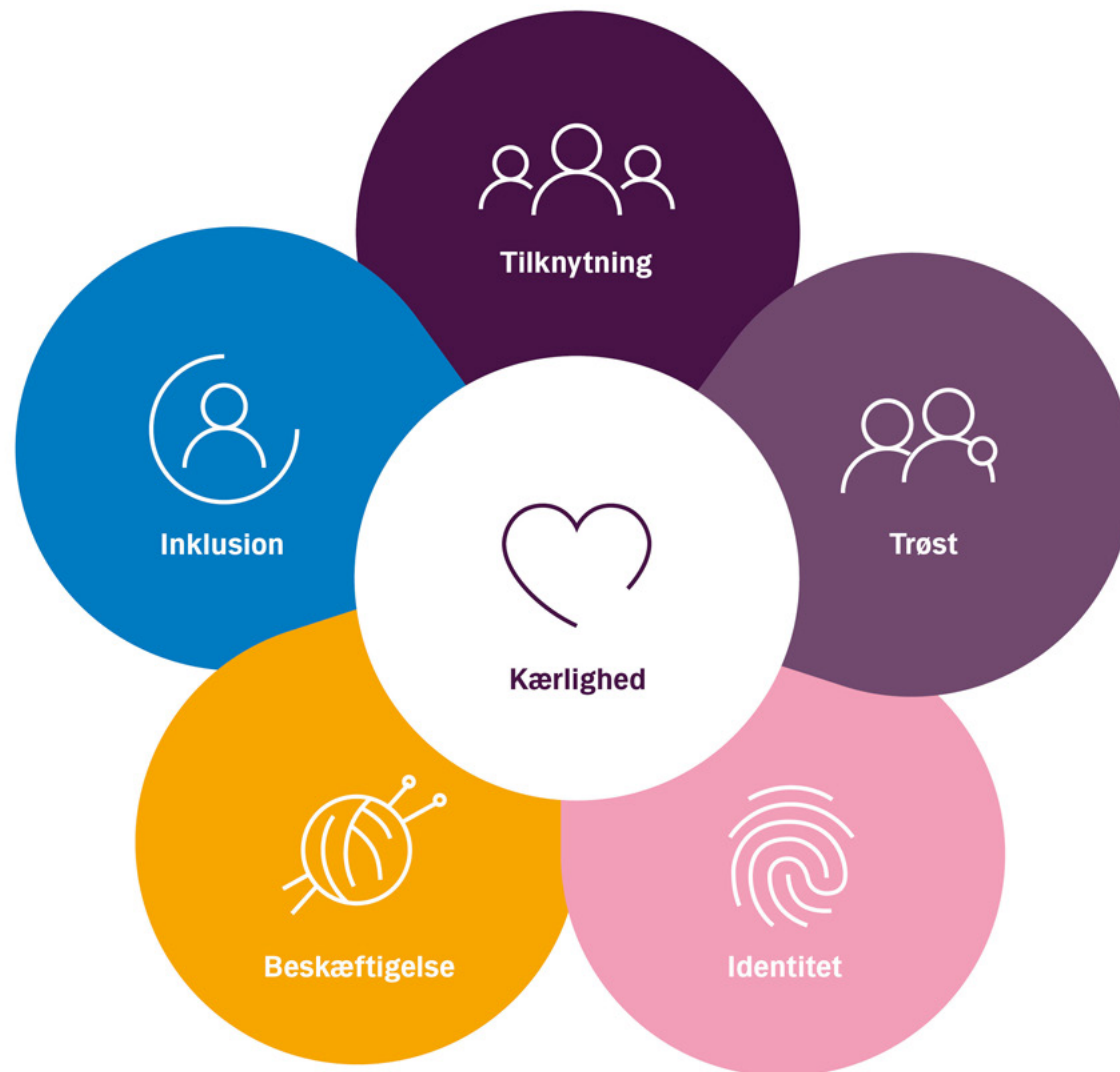 Tilknytning
Trøst
Identitet
Beskæftigelse
Inklusion
Kærlighed